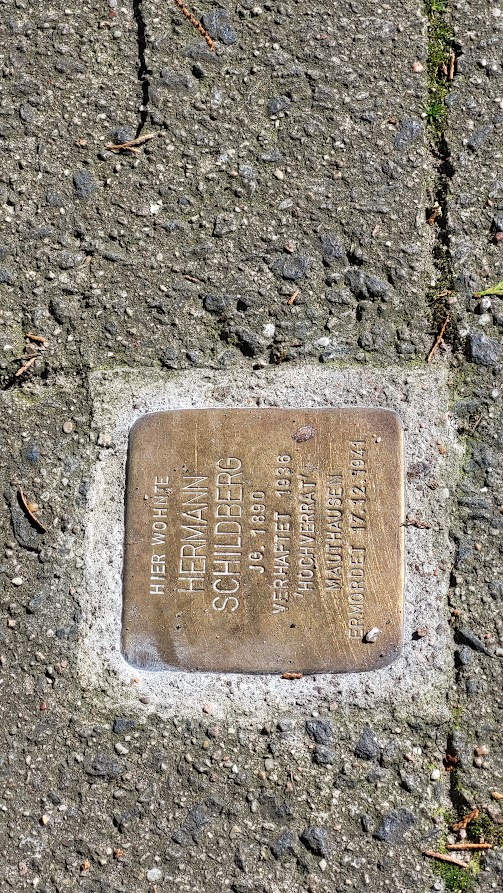 HIER WOHNTE
HERMANN
SCHILDBERG
JG. 1890
VERHAFTET 1936
'HOCHVERRAT'
MAUTHAUSEN
ERMORDET 17.12.1941